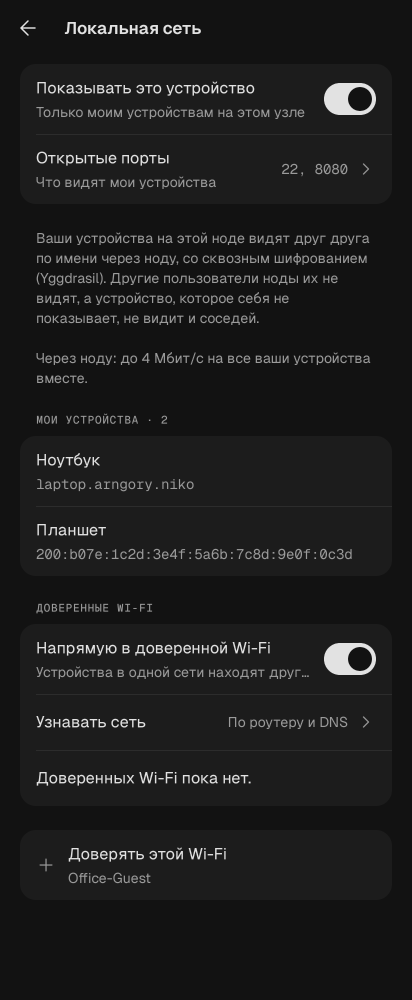 Локальная сеть
Показывать это устройство
Только моим устройствам на этом узле
Открытые порты
Что видят мои устройства
22, 8080
Ваши устройства на этой ноде видят друг друга
по имени через ноду, со сквозным шифрованием
(Yggdrasil). Другие пользователи ноды их не
видят, а устройство, которое себя не
показывает, не видит и соседей.
Через ноду: до 4 Мбит/с на все ваши устройства
вместе.
МОИ УСТРОЙСТВА · 2
Ноутбук
laptop.arngory.niko
Планшет
200:b07e:1c2d:3e4f:5a6b:7c8d:9e0f:0c3d
ДОВЕРЕННЫЕ WI-FI
Напрямую в доверенной Wi-Fi
Устройства в одной сети находят друг…
Узнавать сеть
По роутеру и DNS
Доверенных Wi-Fi пока нет.
Доверять этой Wi-Fi
Office-Guest